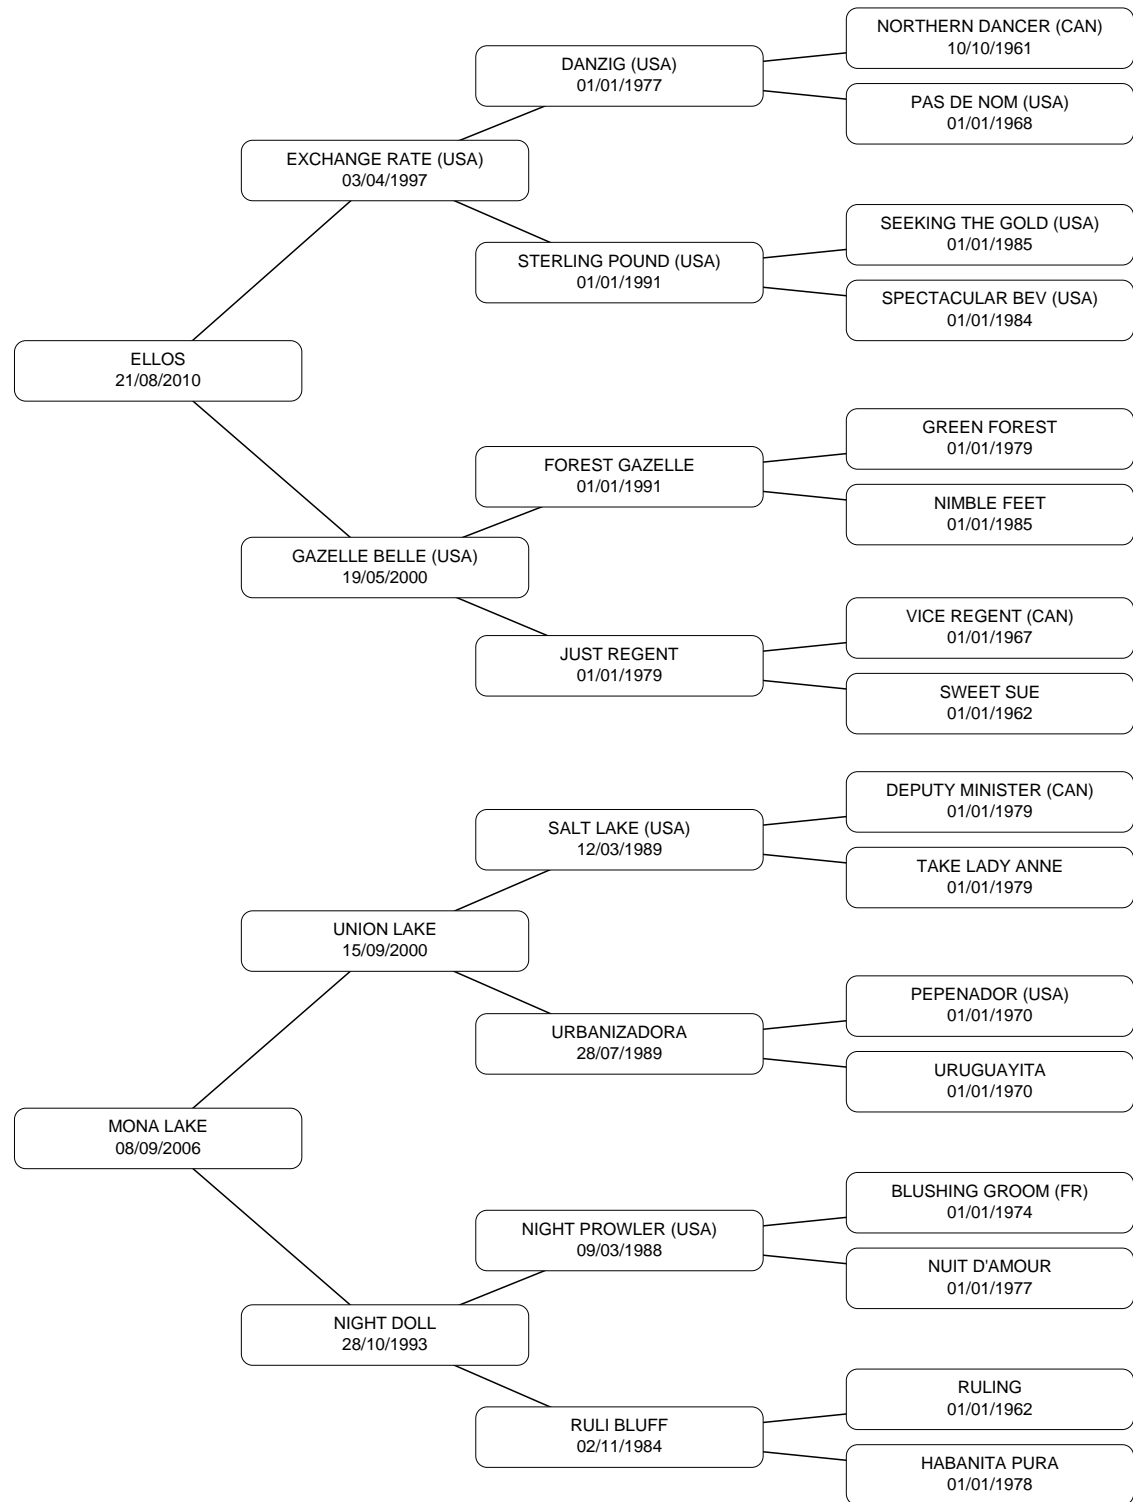 NORTHERN DANCER (CAN)
10/10/1961
DANZIG (USA)
01/01/1977
PAS DE NOM (USA)
01/01/1968
EXCHANGE RATE (USA)
03/04/1997
SEEKING THE GOLD (USA)
01/01/1985
STERLING POUND (USA)
01/01/1991
SPECTACULAR BEV (USA)
01/01/1984
ELLOS
21/08/2010
GREEN FOREST
01/01/1979
FOREST GAZELLE
01/01/1991
NIMBLE FEET
01/01/1985
GAZELLE BELLE (USA)
19/05/2000
VICE REGENT (CAN)
01/01/1967
JUST REGENT
01/01/1979
SWEET SUE
01/01/1962
DEPUTY MINISTER (CAN)
01/01/1979
SALT LAKE (USA)
12/03/1989
TAKE LADY ANNE
01/01/1979
UNION LAKE
15/09/2000
PEPENADOR (USA)
01/01/1970
URBANIZADORA
28/07/1989
URUGUAYITA
01/01/1970
MONA LAKE
08/09/2006
BLUSHING GROOM (FR)
01/01/1974
NIGHT PROWLER (USA)
09/03/1988
NUIT D'AMOUR
01/01/1977
NIGHT DOLL
28/10/1993
RULING
01/01/1962
RULI BLUFF
02/11/1984
HABANITA PURA
01/01/1978